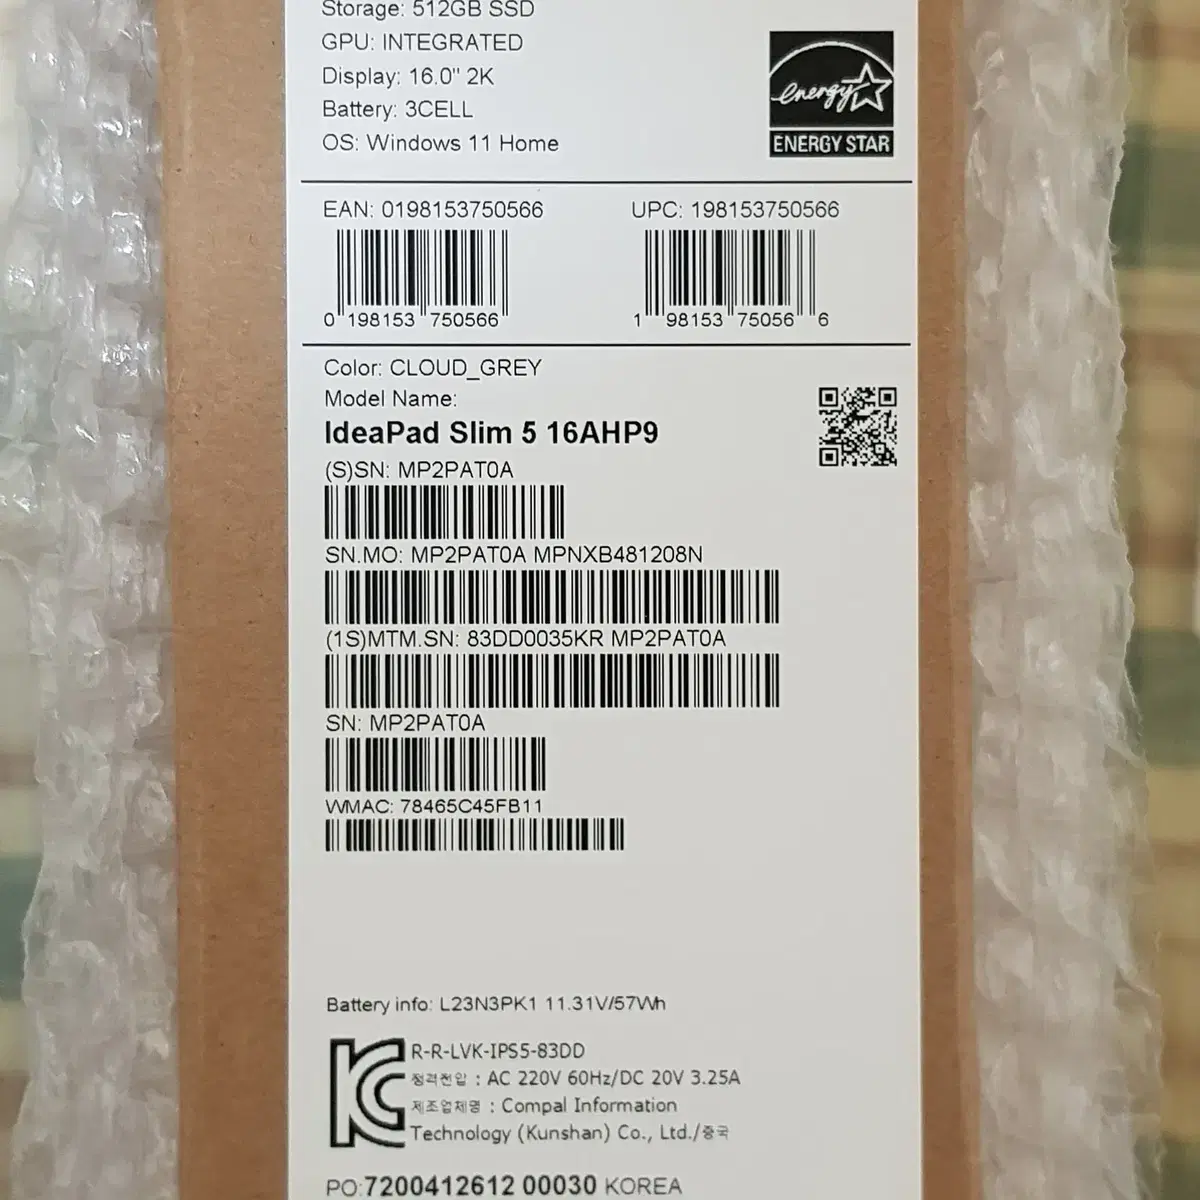 Storage: 512GB SSD
GPU: INTEGRATED
Display: 16.0" 2K
Battery: 3CELL
OS: Windows 11 Home
energy
ENERGY STAR
EAN: 0198153750566
UPC: 198153750566
0 198153 750566
1 98153 75056 6
Color: CLOUD_GREY
Model Name:
IdeaPad Slim 5 16AHP9
(S)SN: MP2PAT0A
SN.MO: MP2PAT0A MPNXB481208N
(1S)MTM.SN: 83DD0035KR MP2PAT0A
SN: MP2PAT0A
WMAC: 78465C45FB11
Battery info: L23N3PK1 11.31V/57Wh
R-R-LVK-IPS5-83DD
정격전압 : AC 220V 60Hz/DC 20V 3.25A
제조업체명 : Compal Information
Technology (Kunshan) Co., Ltd./중국
PO:7200412612 00030 KOREA